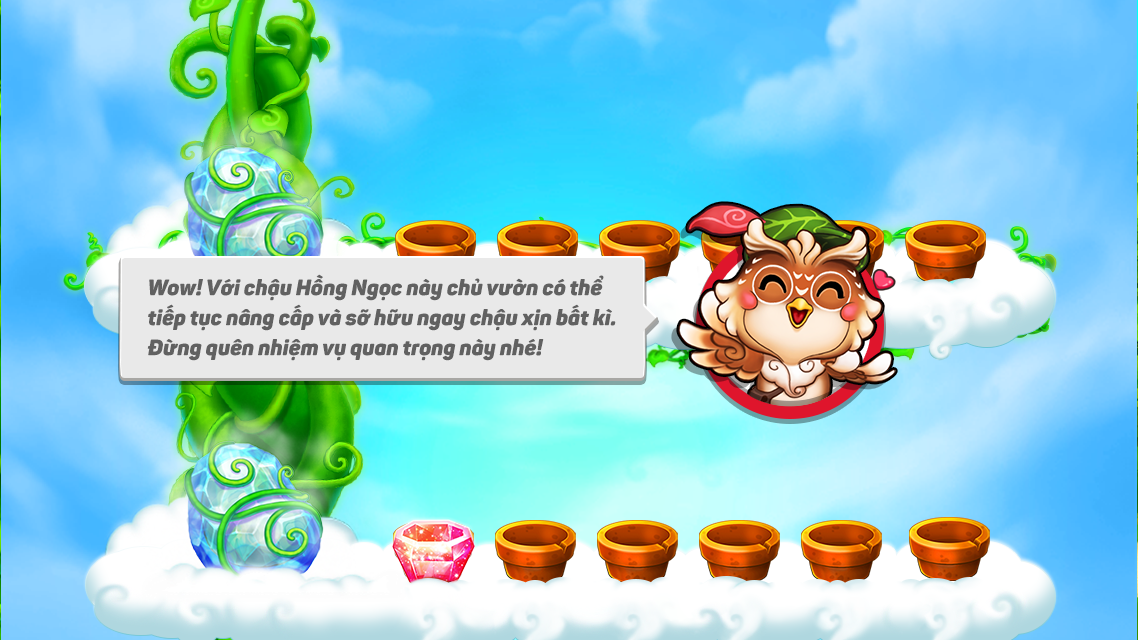 Wow! Với chậu Hồng Ngọc này chủ vườn có thể
tiếp tục nâng cấp và sỡ hữu ngay chậu xịn bất kì.
Đừng quên nhiệm vụ quan trọng này nhé!